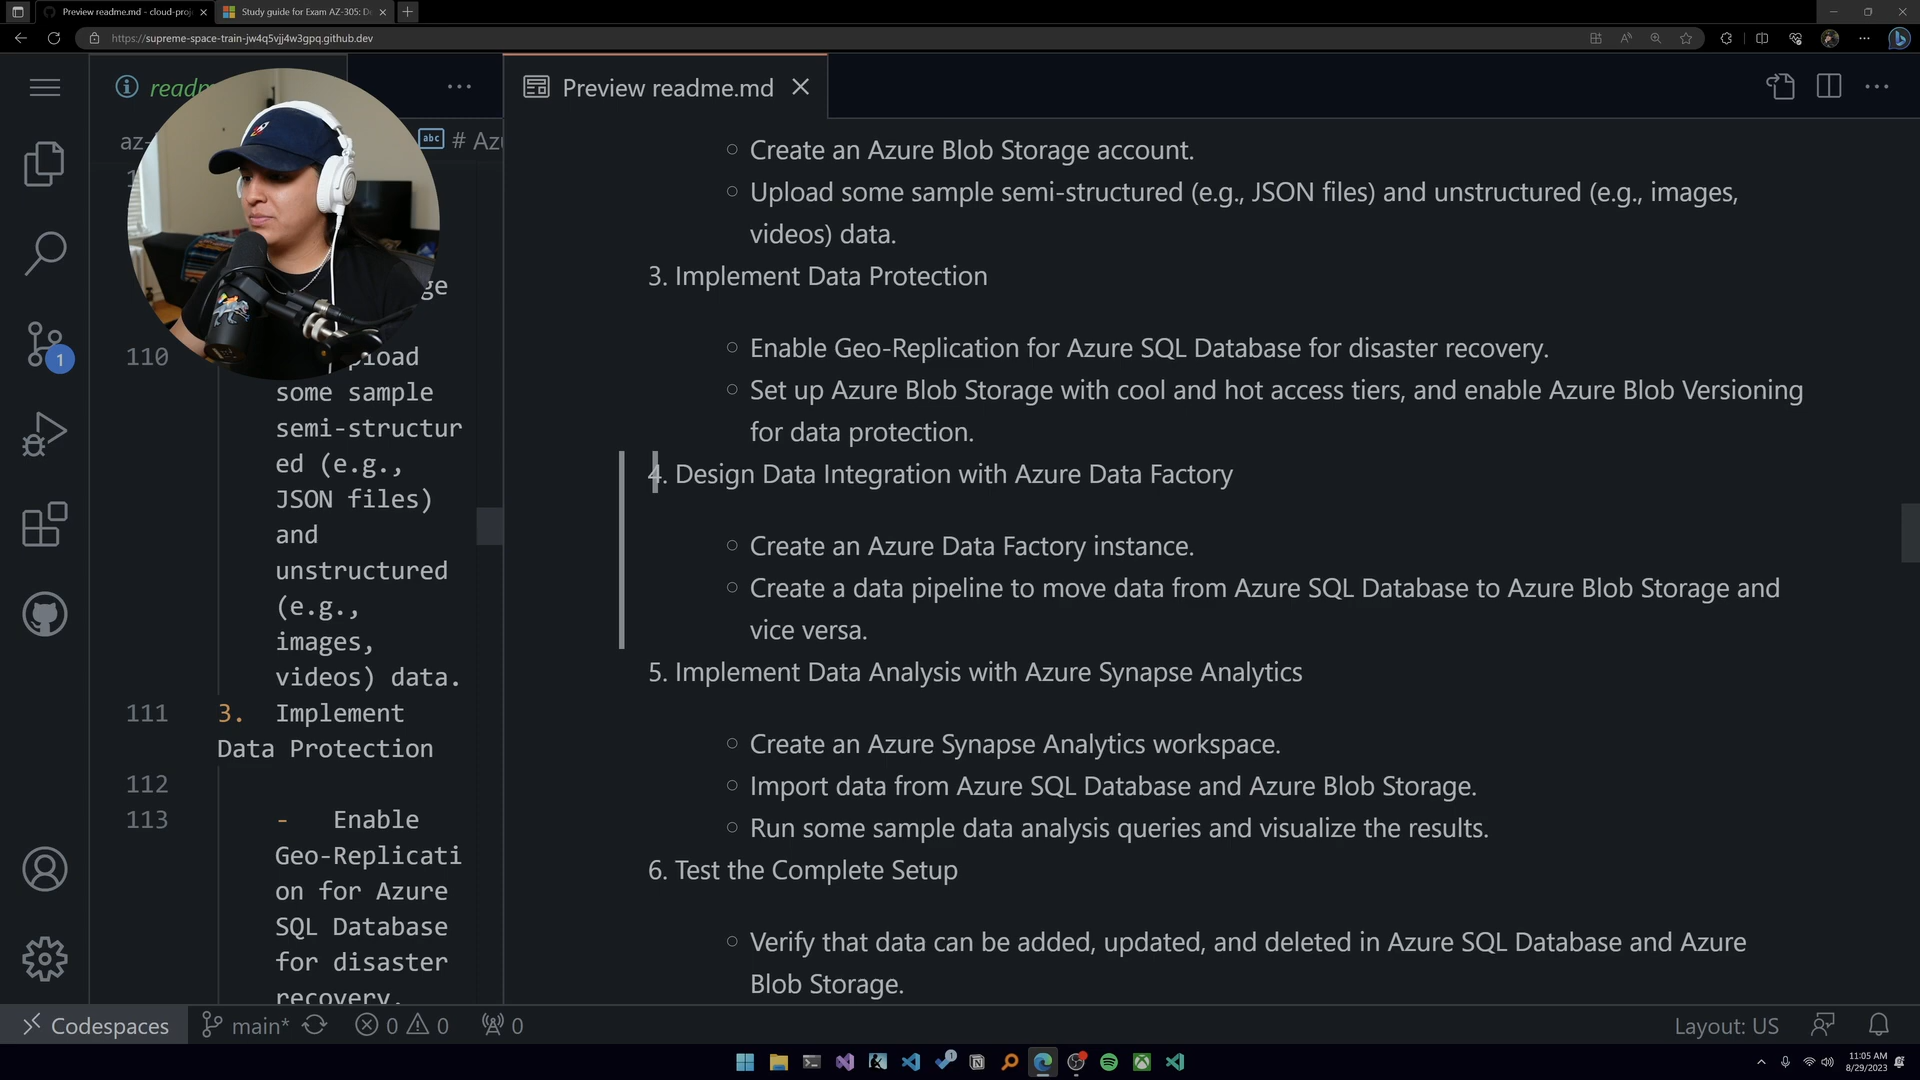 Preview readme.md - cloud-proj
Study guide for Exam AZ-305: D
https://supreme-space-train-jw4q5vjj4w3gpq.github.dev
readm
Preview readme.md
az-
abc # Az
ge
110
pload
some sample
semi-structur
ed (e.g.,
JSON files)
and
unstructured
(e.g.,
images,
videos) data.
111 3. Implement
Data Protection
112
113 - Enable
Geo-Replicati
on for Azure
SQL Database
for disaster
recovery.
○ Create an Azure Blob Storage account.
○ Upload some sample semi-structured (e.g., JSON files) and unstructured (e.g., images,
videos) data.
3. Implement Data Protection
○ Enable Geo-Replication for Azure SQL Database for disaster recovery.
○ Set up Azure Blob Storage with cool and hot access tiers, and enable Azure Blob Versioning
for data protection.
4. Design Data Integration with Azure Data Factory
○ Create an Azure Data Factory instance.
○ Create a data pipeline to move data from Azure SQL Database to Azure Blob Storage and
vice versa.
5. Implement Data Analysis with Azure Synapse Analytics
○ Create an Azure Synapse Analytics workspace.
○ Import data from Azure SQL Database and Azure Blob Storage.
○ Run some sample data analysis queries and visualize the results.
6. Test the Complete Setup
○ Verify that data can be added, updated, and deleted in Azure SQL Database and Azure
Blob Storage.
1
Codespaces main* 0 0 0 Layout: US
11:05 AM
8/29/2023